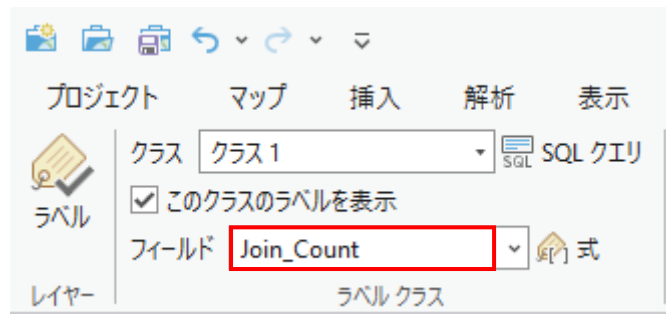 プロジェクト マップ 挿入 解析 表示
クラス クラス 1 SQL SQL クエリ
このクラスのラベルを表示
ラベル
フィールド Join_Count 式
レイヤー ラベル クラス